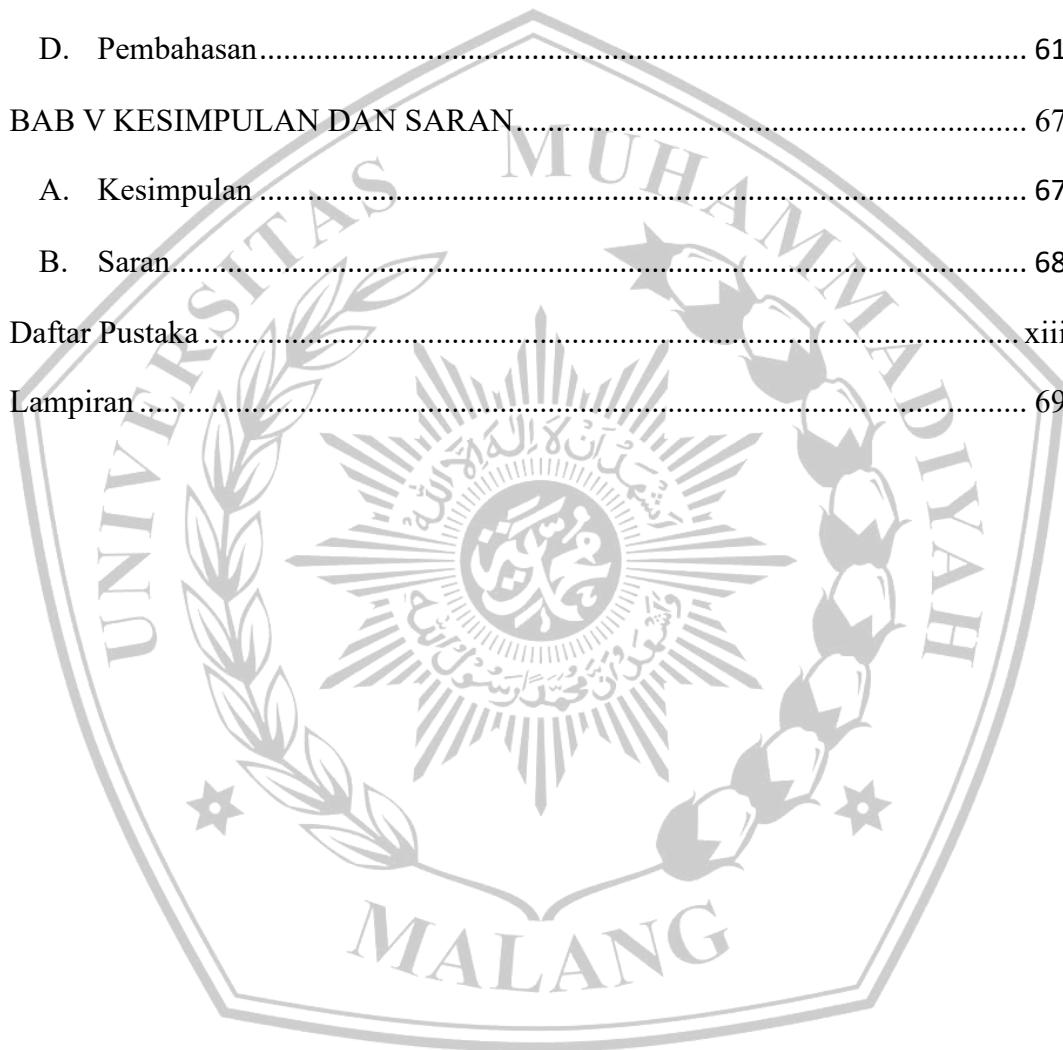 D. Pembahasan........................................................................................ 61
BAB V KESIMPULAN DAN SARAN............................................................ 67
A. Kesimpulan ........................................................................................ 67
B. Saran.................................................................................................... 68
Daftar Pustaka ................................................................................................ xiii
Lampiran ......................................................................................................... 69
UNIVERSITAS MUHAMMADIYAH
MALANG